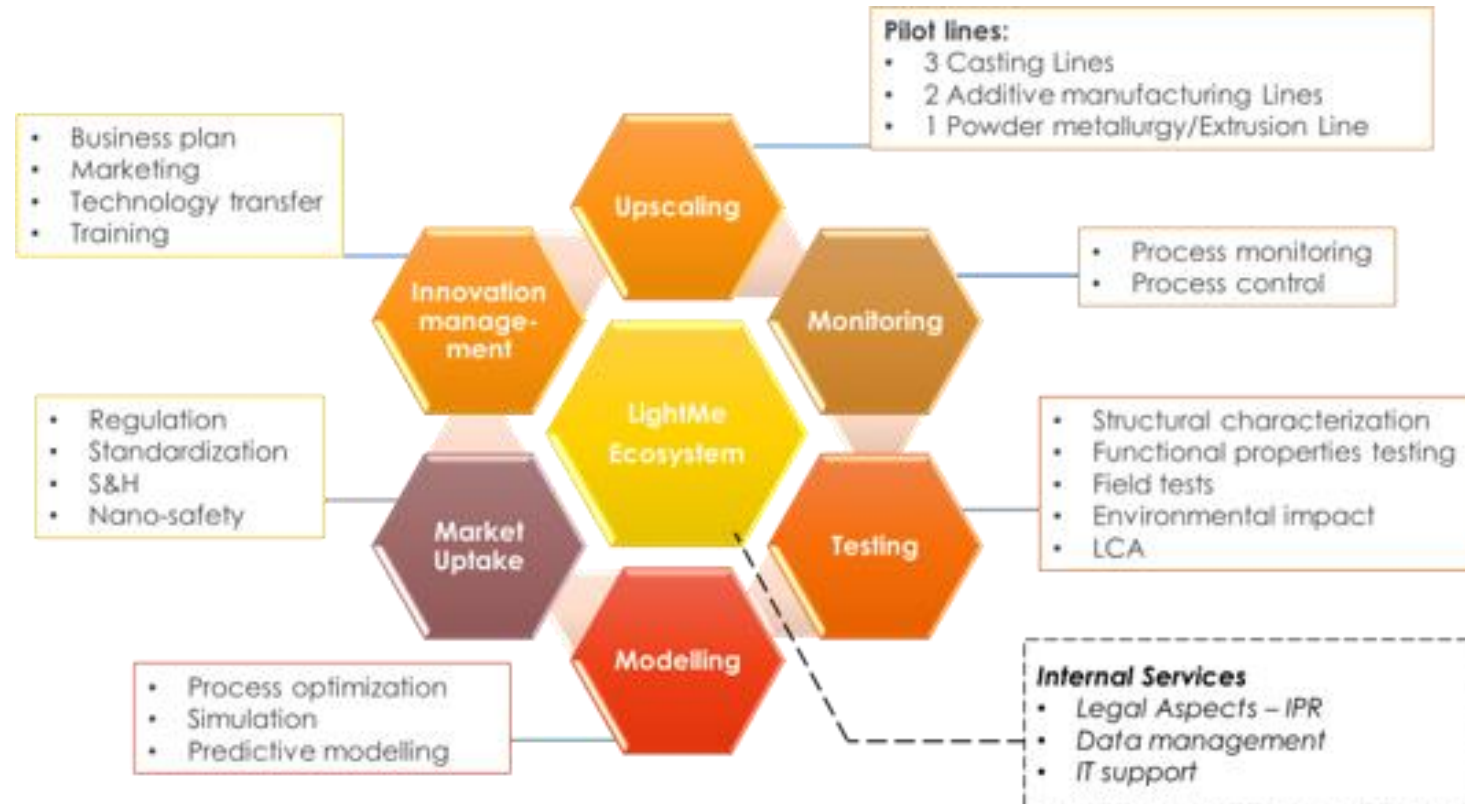 Pilot lines:
• 3 Casting Lines
• 2 Additive manufacturing Lines
• 1 Powder metallurgy/Extrusion Line
• Business plan
• Marketing
• Technology transfer
• Training
Upscaling
• Process monitoring
• Process control
Innovation
manage-
ment
Monitoring
LightMe
Ecosystem
• Regulation
• Standardization
• S&H
• Nano-safety
• Structural characterization
• Functional properties testing
• Field tests
• Environmental impact
• LCA
Market
Uptake
Testing
Modelling
• Process optimization
• Simulation
• Predictive modelling
Internal Services
• Legal Aspects – IPR
• Data management
• IT support